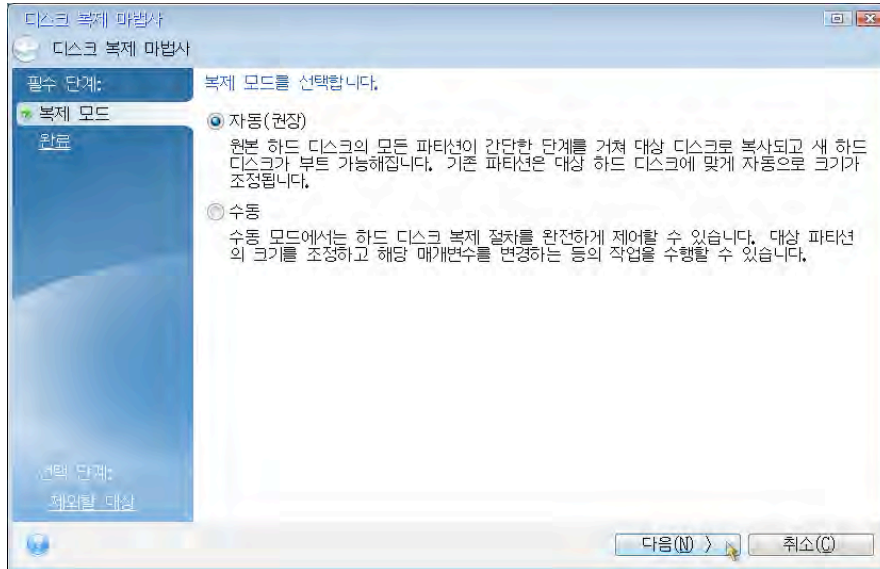 디스크 복제 마법사
디스크 복제 마법사
필수 단계:
복제 모드
완료
복제 모드를 선택합니다.
자동(권장)
원본 하드 디스크의 모든 파티션이 간단한 단계를 거쳐 대상 디스크로 복사되고 새 하드
디스크가 부트 가능해집니다. 기존 파티션은 대상 하드 디스크에 맞게 자동으로 크기가
조정됩니다.
수동
수동 모드에서는 하드 디스크 복제 절차를 완전하게 제어할 수 있습니다. 대상 파티션
의 크기를 조정하고 해당 매개변수를 변경하는 등의 작업을 수행할 수 있습니다.
선택 단계:
제외할 대상
다음(N) >
취소(C)